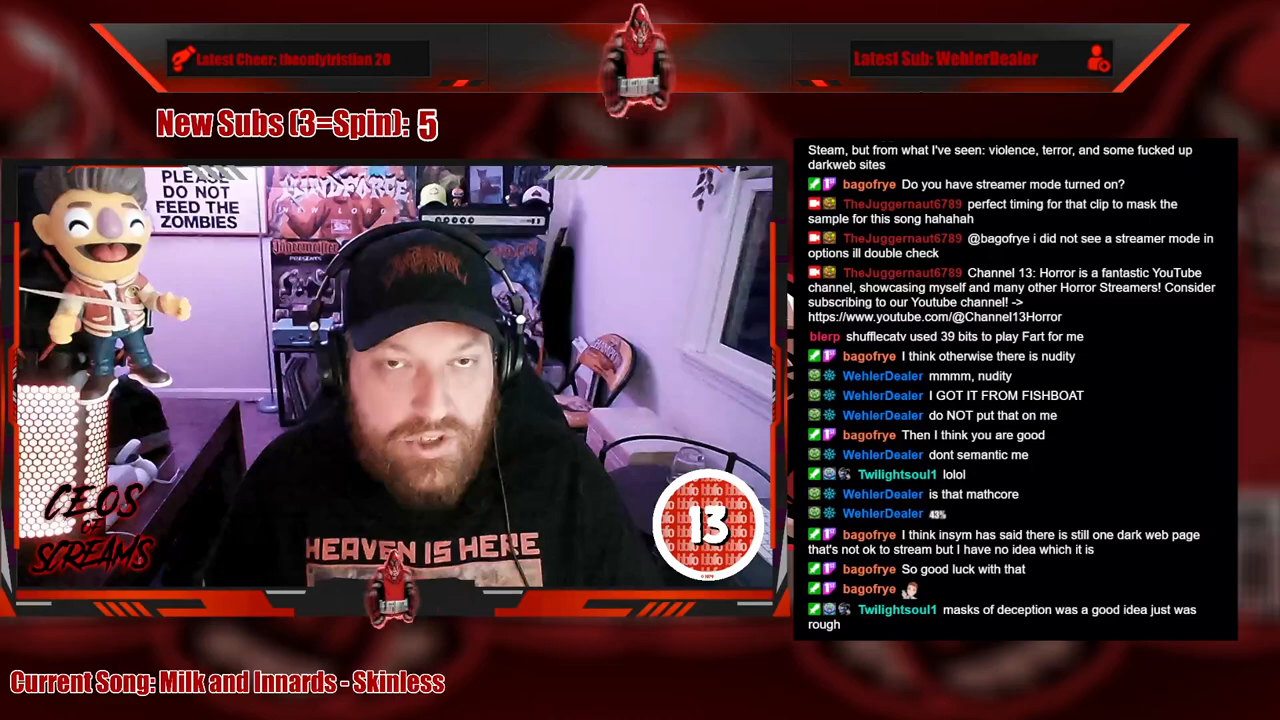 Latest Cheer: theonlytristian 20
Latest Sub: WehlerDealer
New Subs (3=Spin): 5
PLEASE
DO NOT
FEED THE
ZOMBIES
MINDFORCE
NEW LORD
Jägermeister
PRESENTS
CHAMPION
CEOS
OF
SCREAMS
HEAVEN IS HERE
13
Steam, but from what I've seen: violence, terror, and some fucked up
darkweb sites
bagofrye Do you have streamer mode turned on?
TheJuggernaut6789 perfect timing for that clip to mask the
sample for this song hahahah
TheJuggernaut6789 @bagofrye i did not see a streamer mode in
options ill double check
TheJuggernaut6789 Channel 13: Horror is a fantastic YouTube
channel, showcasing myself and many other Horror Streamers! Consider
subscribing to our Youtube channel! ->
https://www.youtube.com/@Channel13Horror
blerp shufflecatv used 39 bits to play Fart for me
bagofrye I think otherwise there is nudity
WehlerDealer mmmm, nudity
WehlerDealer I GOT IT FROM FISHBOAT
WehlerDealer do NOT put that on me
bagofrye Then I think you are good
WehlerDealer dont semantic me
Twilightsoul1 lolol
WehlerDealer is that mathcore
WehlerDealer 43%
bagofrye I think insym has said there is still one dark web page
that's not ok to stream but I have no idea which it is
bagofrye So good luck with that
bagofrye
Twilightsoul1 masks of deception was a good idea just was
rough
Current Song: Milk and Innards - Skinless